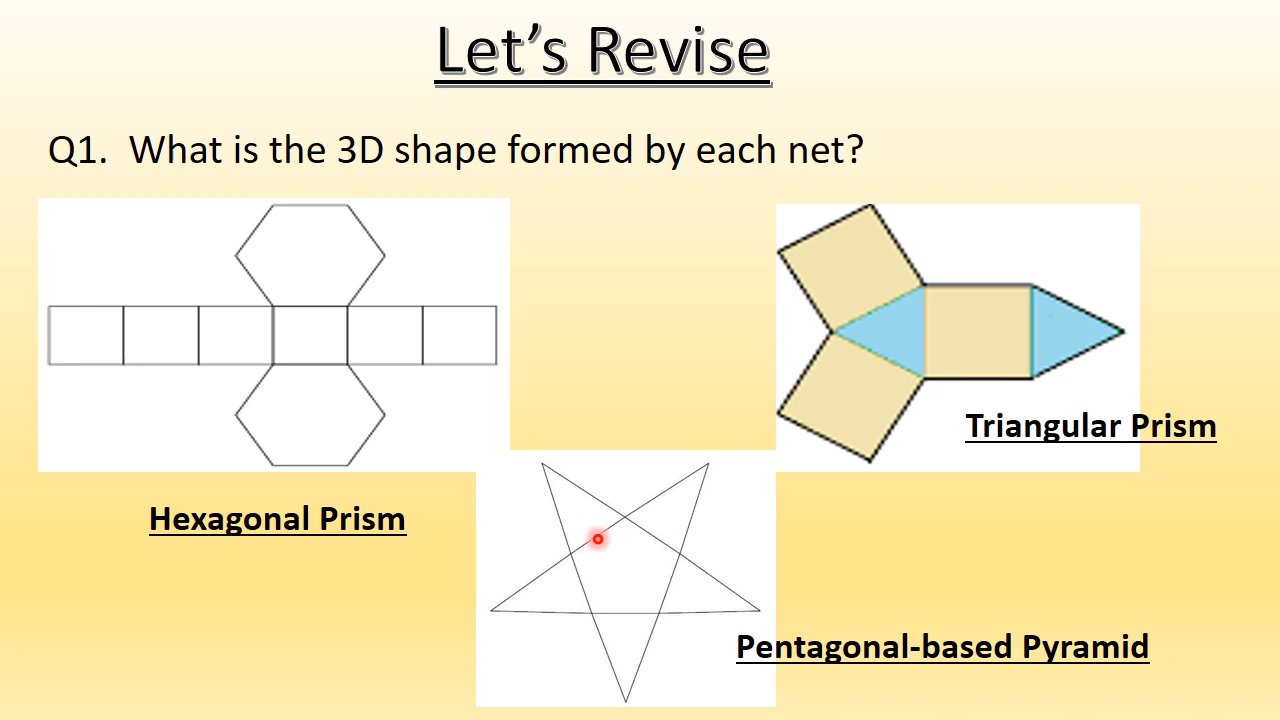 Let’s Revise
Q1.  What is the 3D shape formed by each net?
Triangular Prism
Hexagonal Prism
Pentagonal-based Pyramid